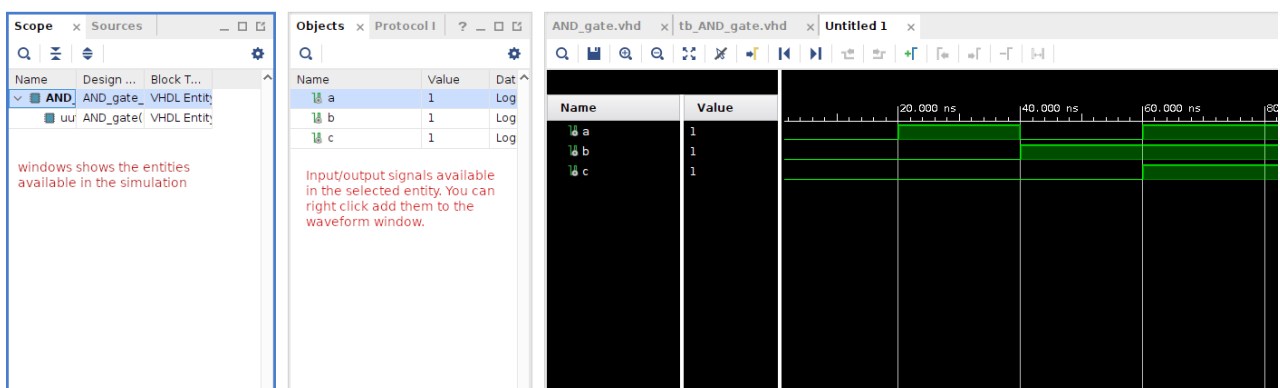 Scope x Sources
Name Design ... Block T...
AND_ AND_gate_ VHDL Entity
uu AND_gate( VHDL Entity
windows shows the entities
available in the simulation
Objects x Protocol I ?
Name Value Dat
a 1 Log
b 1 Log
c 1 Log
Input/output signals available
in the selected entity. You can
right click add them to the
waveform window.
AND_gate.vhd x tb_AND_gate.vhd x Untitled 1 x
Name Value
a 1
b 1
c 1
20.000 ns 40.000 ns 60.000 ns 80